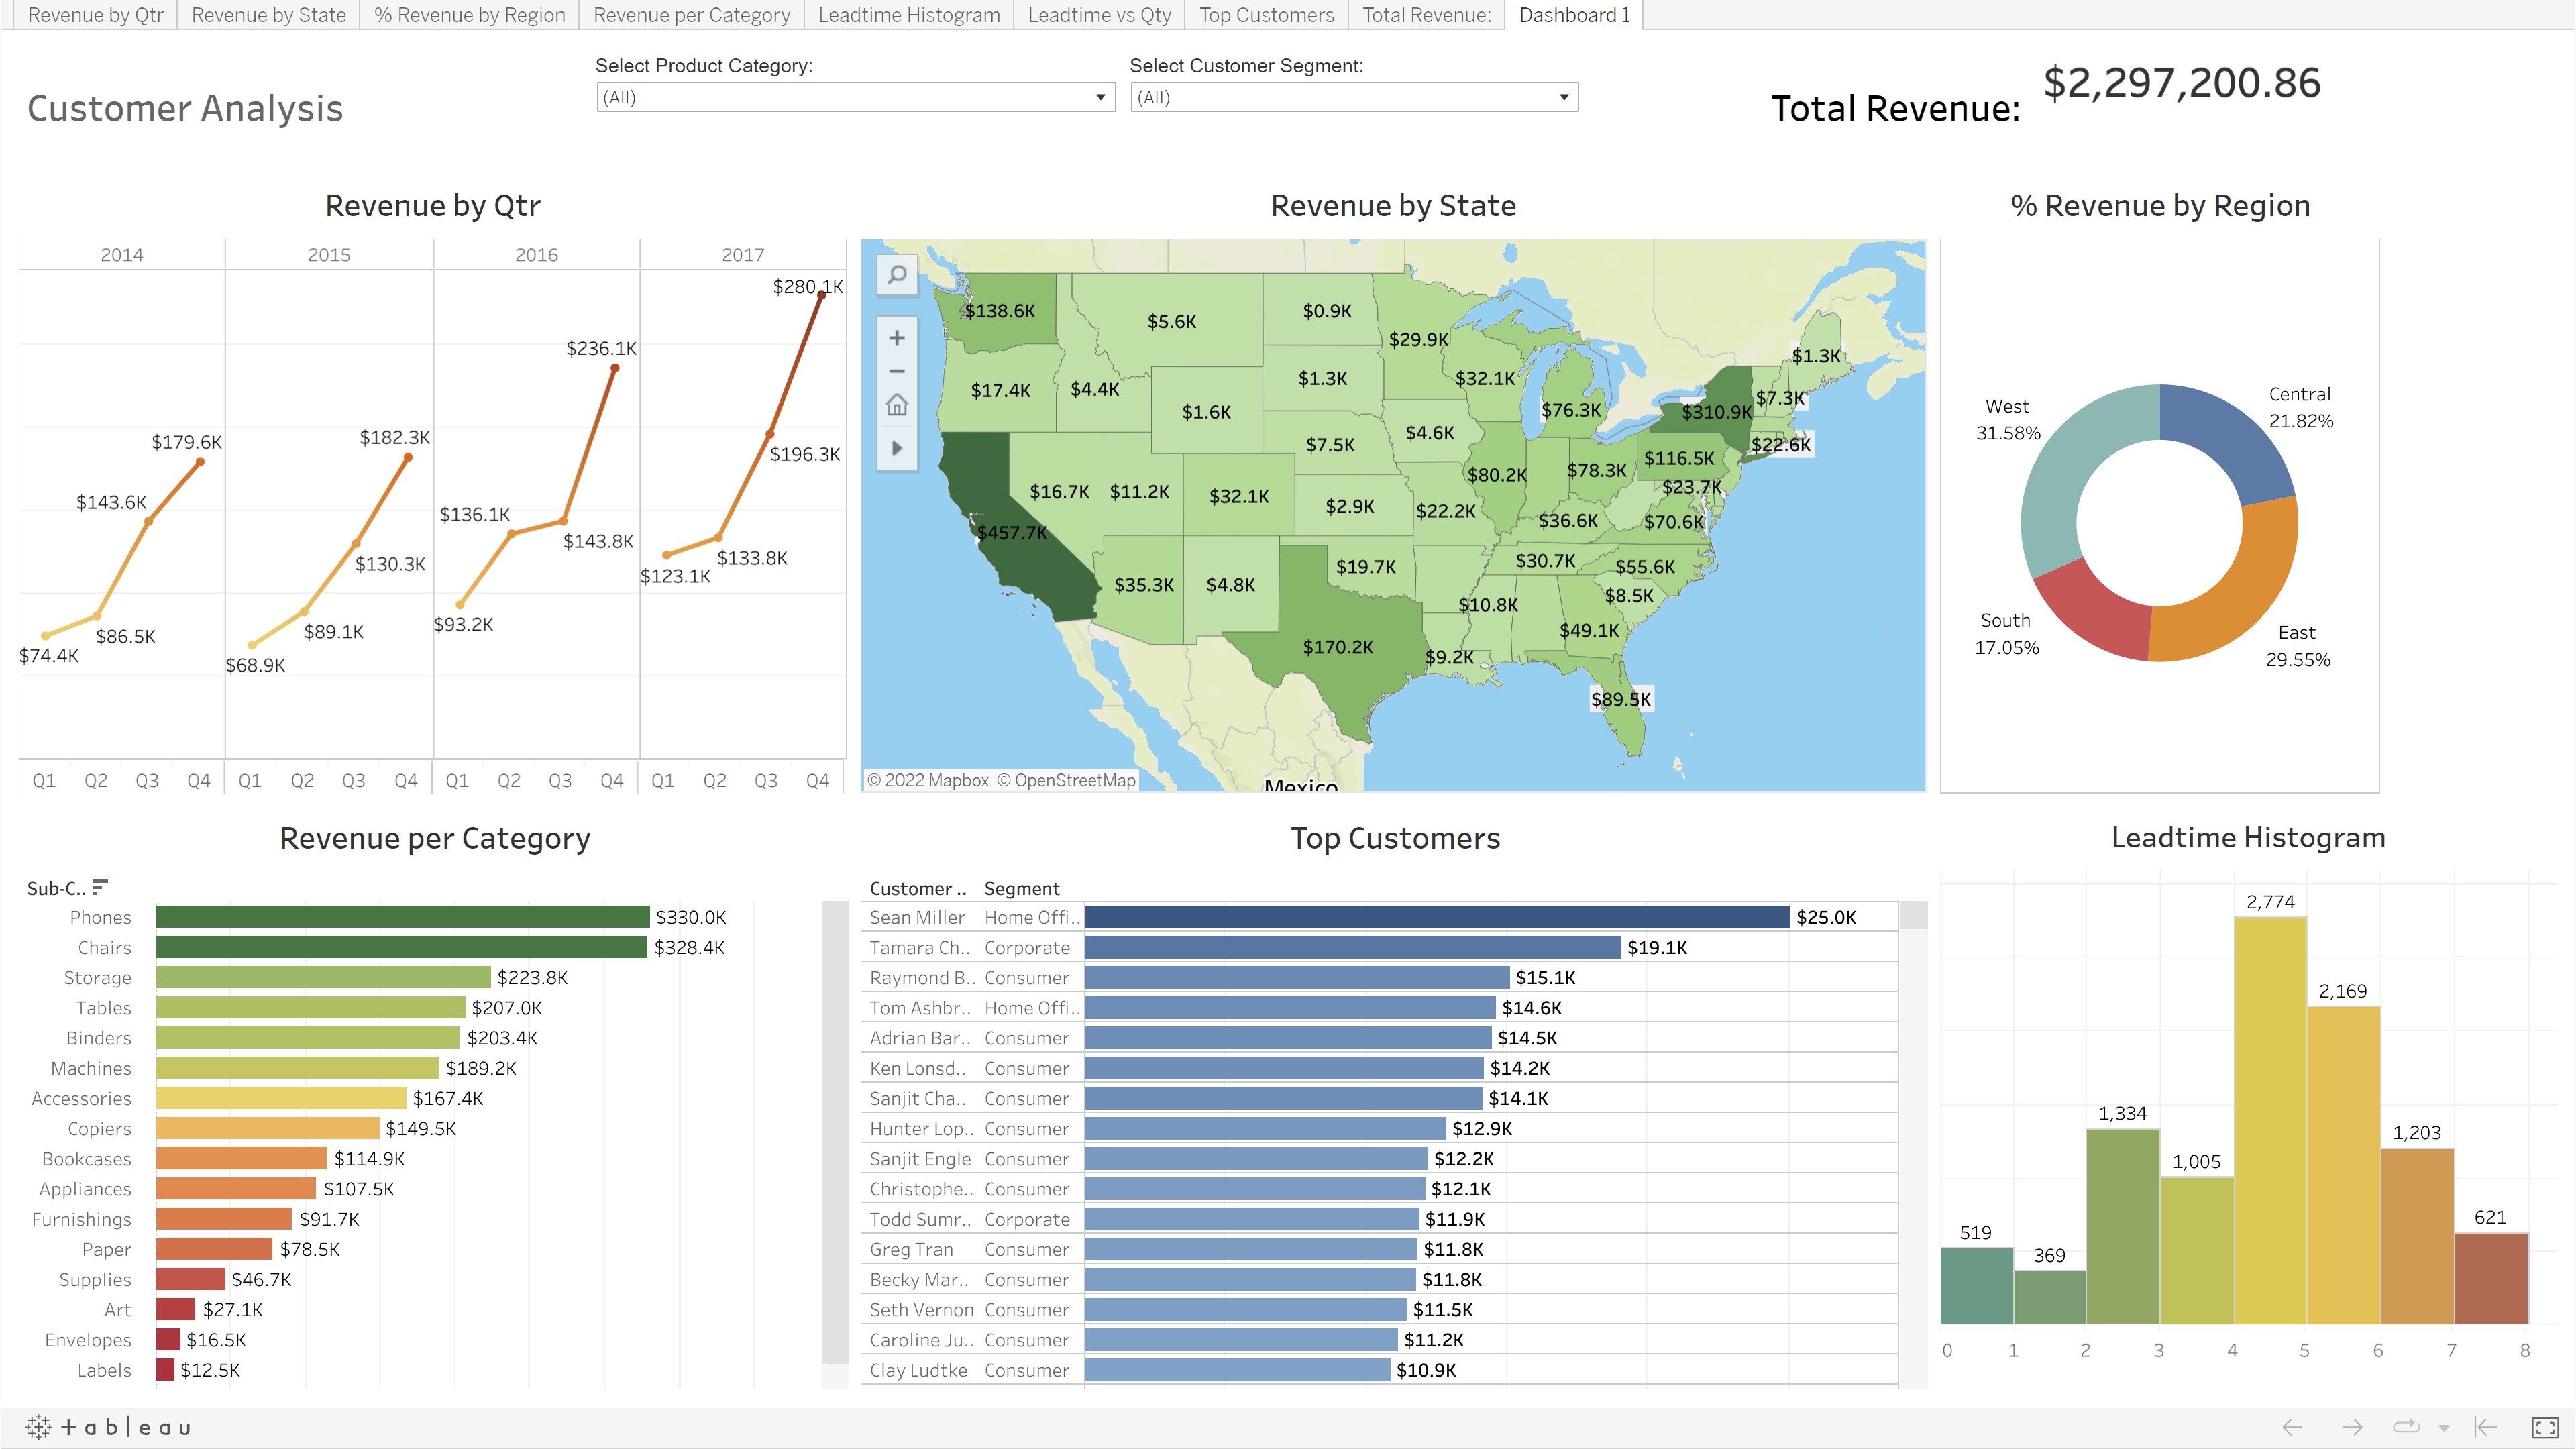 Revenue by Qtr
Revenue by State
% Revenue by Region
Revenue per Category
Leadtime Histogram
Leadtime vs Qty
Top Customers
Total Revenue:
Dashboard 1
Customer Analysis
Select Product Category:
(All)
Select Customer Segment:
(All)
Total Revenue:
$2,297,200.86
Revenue by Qtr
2014
2015
2016
2017
$74.4K
$86.5K
$143.6K
$179.6K
$68.9K
$89.1K
$130.3K
$182.3K
$93.2K
$136.1K
$143.8K
$236.1K
$123.1K
$133.8K
$196.3K
$280.1K
Q1 Q2 Q3 Q4 Q1 Q2 Q3 Q4 Q1 Q2 Q3 Q4 Q1 Q2 Q3 Q4
Revenue by State
$138.6K
$5.6K
$0.9K
$29.9K
$1.3K
$17.4K
$4.4K
$1.6K
$1.3K
$32.1K
$76.3K
$310.9K
$7.3K
$22.6K
$7.5K
$4.6K
$80.2K
$78.3K
$116.5K
$23.7K
$457.7K
$16.7K
$11.2K
$32.1K
$2.9K
$22.2K
$36.6K
$70.6K
$35.3K
$4.8K
$19.7K
$30.7K
$55.6K
$8.5K
$10.8K
$49.1K
$170.2K
$9.2K
$89.5K
Mexico
© 2022 Mapbox © OpenStreetMap
% Revenue by Region
Central
21.82%
East
29.55%
South
17.05%
West
31.58%
Revenue per Category
Sub-C..
Phones $330.0K
Chairs $328.4K
Storage $223.8K
Tables $207.0K
Binders $203.4K
Machines $189.2K
Accessories $167.4K
Copiers $149.5K
Bookcases $114.9K
Appliances $107.5K
Furnishings $91.7K
Paper $78.5K
Supplies $46.7K
Art $27.1K
Envelopes $16.5K
Labels $12.5K
Top Customers
Customer .. Segment
Sean Miller Home Offi.. $25.0K
Tamara Ch.. Corporate $19.1K
Raymond B.. Consumer $15.1K
Tom Ashbr.. Home Offi.. $14.6K
Adrian Bar.. Consumer $14.5K
Ken Lonsd.. Consumer $14.2K
Sanjit Cha.. Consumer $14.1K
Hunter Lop.. Consumer $12.9K
Sanjit Engle Consumer $12.2K
Christophe.. Consumer $12.1K
Todd Sumr.. Corporate $11.9K
Greg Tran Consumer $11.8K
Becky Mar.. Consumer $11.8K
Seth Vernon Consumer $11.5K
Caroline Ju.. Consumer $11.2K
Clay Ludtke Consumer $10.9K
Leadtime Histogram
519
369
1,334
1,005
2,774
2,169
1,203
621
0 1 2 3 4 5 6 7 8
+ a b l e a u